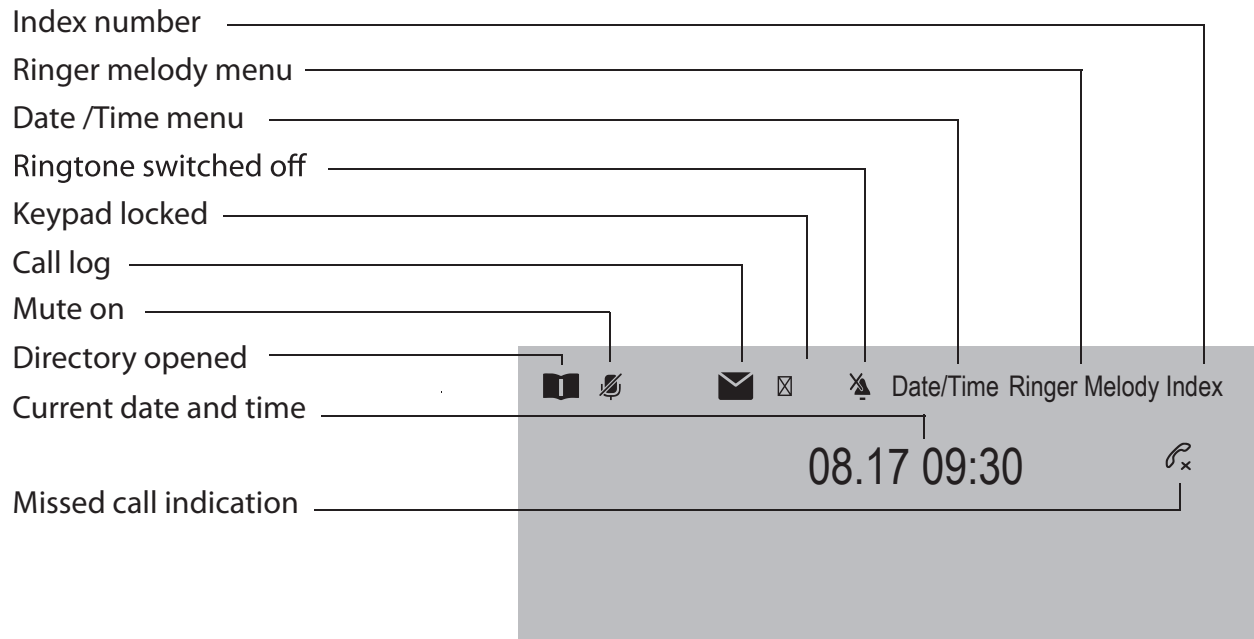 Index number
Ringer melody menu
Date /Time menu
Ringtone switched off
Keypad locked
Call log
Mute on
Directory opened
Current date and time
Missed call indication
Date/Time Ringer Melody Index
08.17 09:30